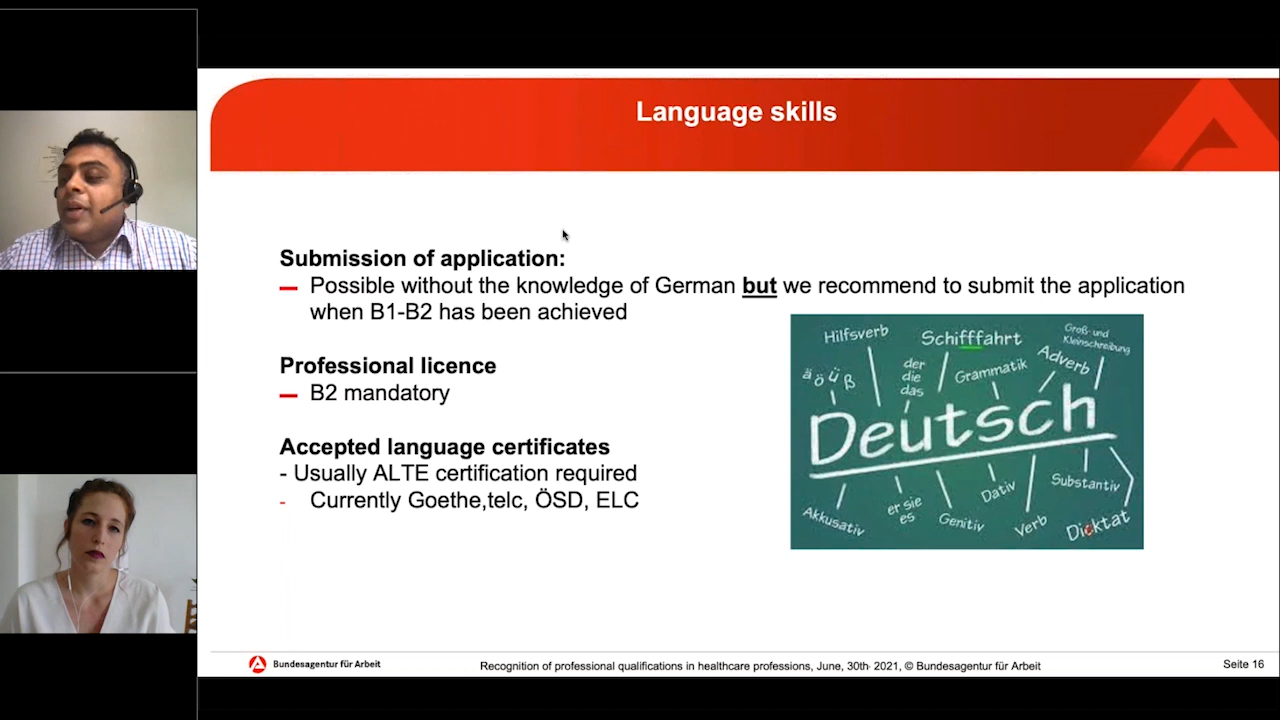 Language skills
Submission of application:
Possible without the knowledge of German but we recommend to submit the application
when B1-B2 has been achieved
Professional licence
B2 mandatory
Accepted language certificates
- Usually ALTE certification required
- Currently Goethe,telc, ÖSD, ELC
Hilfsverb
Schifffahrt
Groß- und
Kleinschreibung
ä ö ü ß
der
die
das
Grammatik
Adverb
Deutsch
Akkusativ
er sie
es
Genitiv
Dativ
Verb
Substantiv
Dicktat
Bundesagentur für Arbeit
Recognition of professional qualifications in healthcare professions, June, 30th· 2021, © Bundesagentur für Arbeit
Seite 16